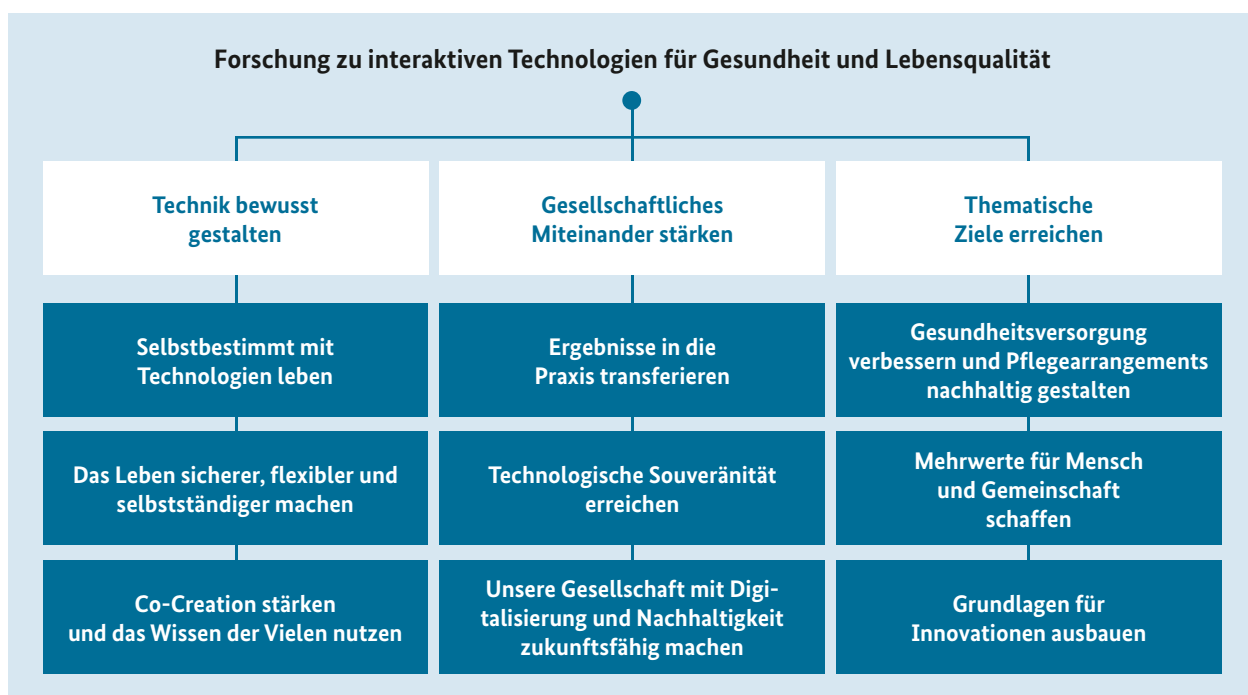 Forschung zu interaktiven Technologien für Gesundheit und Lebensqualität
Technik bewusst
gestalten
Selbstbestimmt mit
Technologien leben
Das Leben sicherer, flexibler und
selbstständiger machen
Co-Creation stärken
und das Wissen der Vielen nutzen
Gesellschaftliches
Miteinander stärken
Ergebnisse in die
Praxis transferieren
Technologische Souveränität
erreichen
Unsere Gesellschaft mit Digi-
talisierung und Nachhaltigkeit
zukunftsfähig machen
Thematische
Ziele erreichen
Gesundheitsversorgung
verbessern und Pflegearrangements
nachhaltig gestalten
Mehrwerte für Mensch
und Gemeinschaft
schaffen
Grundlagen für
Innovationen ausbauen